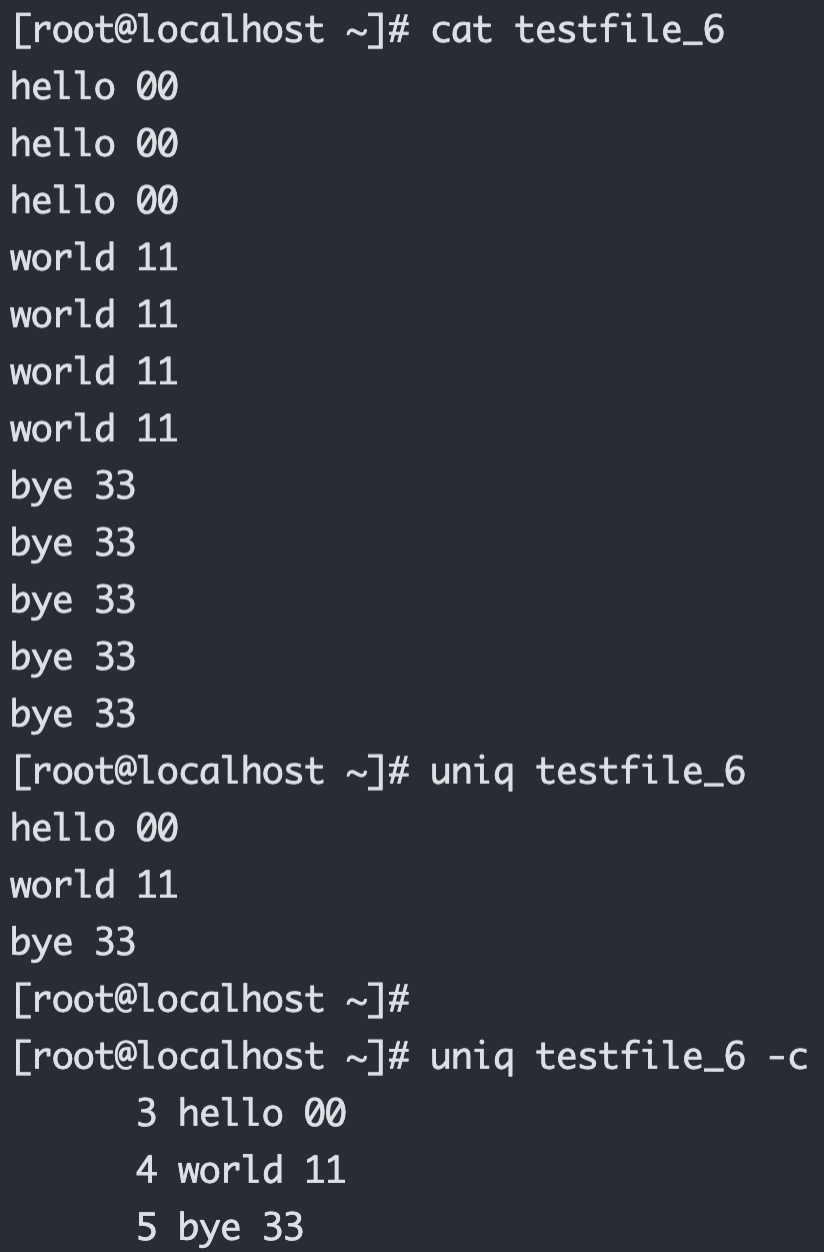 [root@localhost ~]# cat testfile_6
hello 00
hello 00
hello 00
world 11
world 11
world 11
world 11
bye 33
bye 33
bye 33
bye 33
bye 33
[root@localhost ~]# uniq testfile_6
hello 00
world 11
bye 33
[root@localhost ~]#
[root@localhost ~]# uniq testfile_6 -c
      3 hello 00
      4 world 11
      5 bye 33